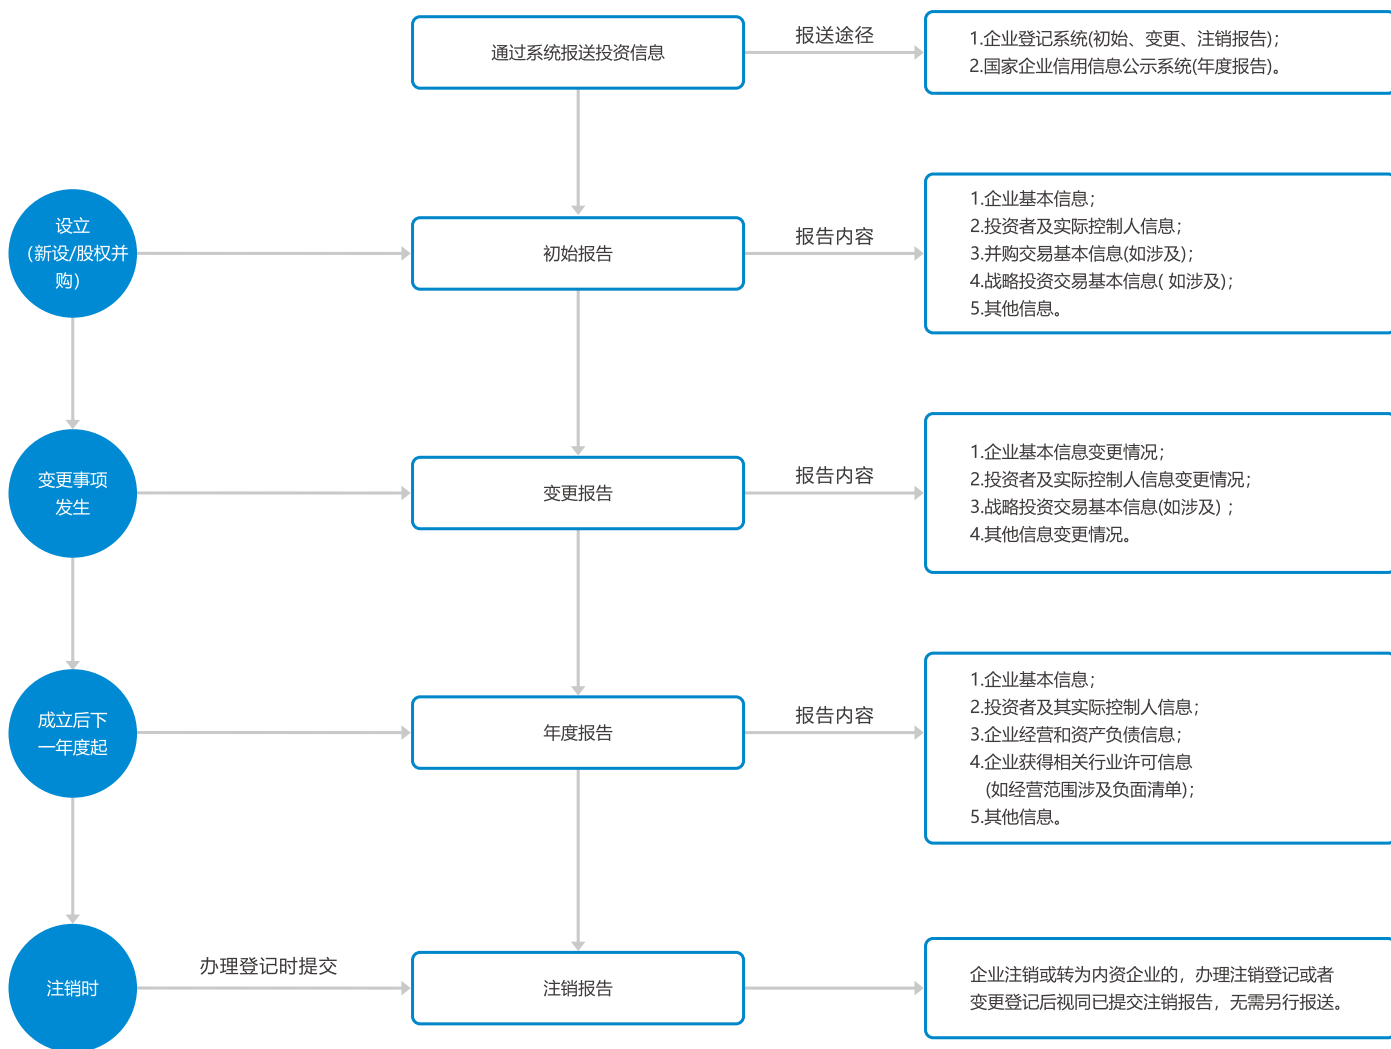 通过系统报送投资信息
报送途径
1.企业登记系统(初始、变更、注销报告)；
2.国家企业信用信息公示系统(年度报告)。
设立
（新设/股权并
购）
初始报告
报告内容
1.企业基本信息；
2.投资者及实际控制人信息；
3.并购交易基本信息(如涉及)；
4.战略投资交易基本信息( 如涉及)；
5.其他信息。
变更事项
发生
变更报告
报告内容
1.企业基本信息变更情况；
2.投资者及实际控制人信息变更情况；
3.战略投资交易基本信息(如涉及) ；
4.其他信息变更情况。
成立后下
一年度起
年度报告
报告内容
1.企业基本信息；
2.投资者及其实际控制人信息；
3.企业经营和资产负债信息；
4.企业获得相关行业许可信息
(如经营范围涉及负面清单)；
5.其他信息。
注销时
办理登记时提交
注销报告
企业注销或转为内资企业的，办理注销登记或者
变更登记后视同已提交注销报告，无需另行报送。